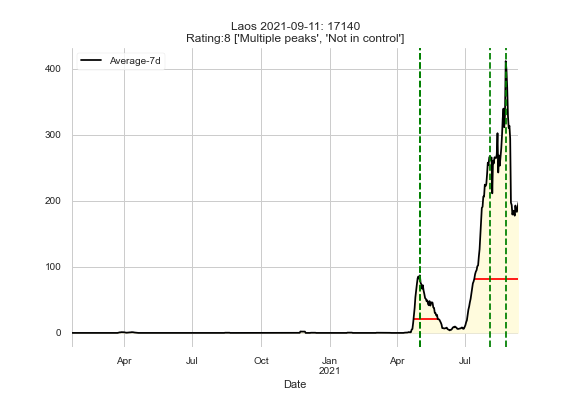 Laos 2021-09-11: 17140
Rating:8 ['Multiple peaks', 'Not in control']
Average-7d
400
300
200
100
0
Apr
Jul
Oct
Jan
2021
Apr
Jul
Date